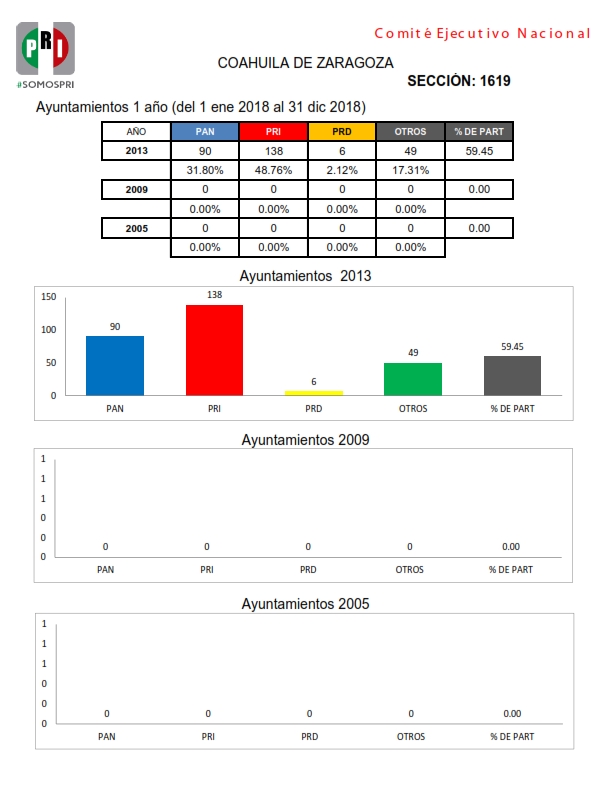 PRI
#SOMOSPRI
Comité Ejecutivo Nacional
COAHUILA DE ZARAGOZA
SECCIÓN: 1619
Ayuntamientos 1 año (del 1 ene 2018 al 31 dic 2018)
AÑO PAN PRI PRD OTROS % DE PART
2013 90 138 6 49 59.45
31.80% 48.76% 2.12% 17.31%
2009 0 0 0 0 0.00
0.00% 0.00% 0.00% 0.00%
2005 0 0 0 0 0.00
0.00% 0.00% 0.00% 0.00%
Ayuntamientos 2013
150
100
50
0
90 138 6 49 59.45
PAN PRI PRD OTROS % DE PART
Ayuntamientos 2009
1
1
1
0
0
0
0 0 0 0 0.00
PAN PRI PRD OTROS % DE PART
Ayuntamientos 2005
1
1
1
0
0
0
0 0 0 0 0.00
PAN PRI PRD OTROS % DE PART